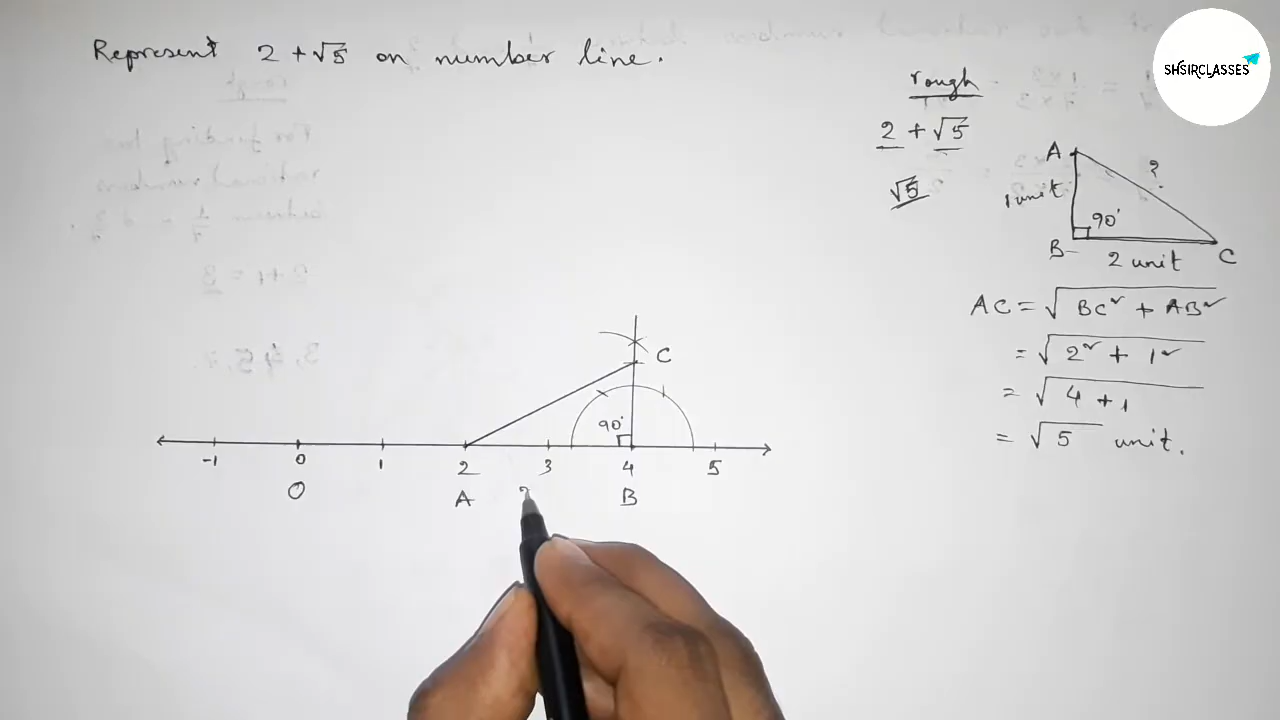 Represent 2 + √5 on number line.
SHSIRCLASSES
rough
2 + √5
√5
A
?
1 unit
90°
B
2 unit
C
AC = √BC² + AB²
= √2² + 1²
= √4 + 1
= √5 unit.
C
90°
-1 0 1 2 3 4 5
O A 2 B